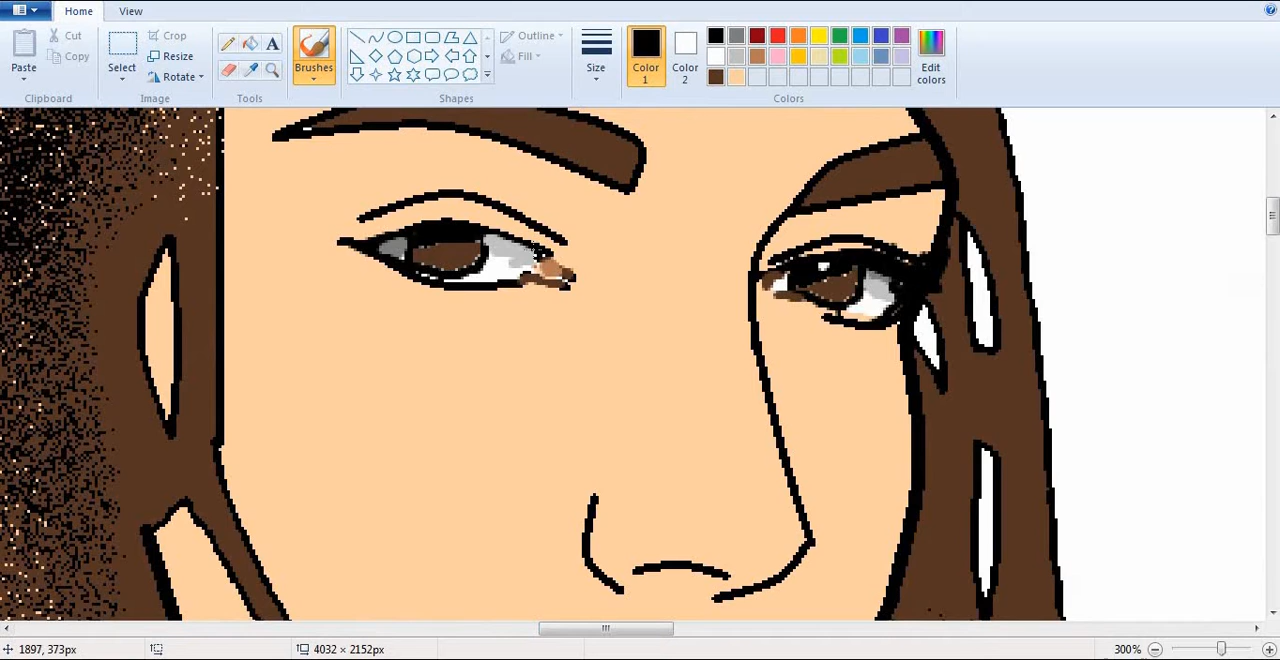 Home View
Paste
Cut
Copy
Clipboard
Select
Crop
Resize
Rotate
Image
A
Tools
Brushes
Outline
Fill
Shapes
Size
Color 1
Color 2
Edit colors
Colors
1897, 373px
4032 × 2152px
300%